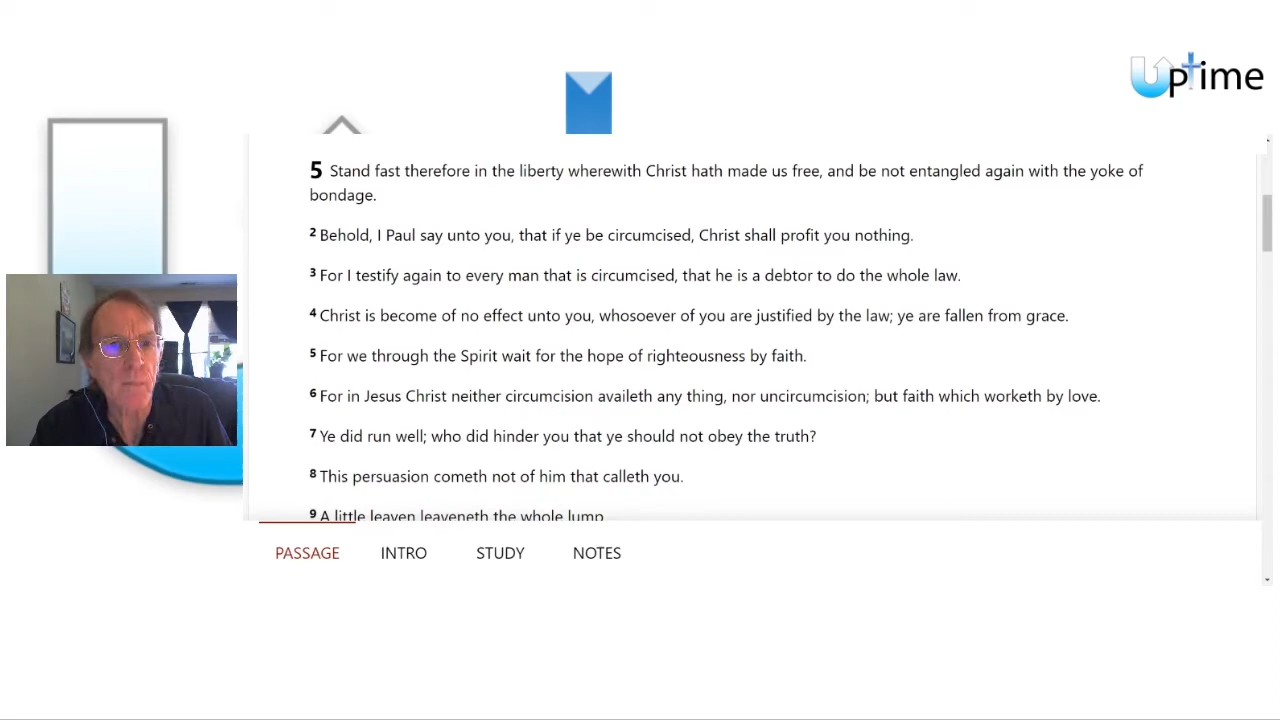 Uptime
5 Stand fast therefore in the liberty wherewith Christ hath made us free, and be not entangled again with the yoke of
bondage.
2 Behold, I Paul say unto you, that if ye be circumcised, Christ shall profit you nothing.
3 For I testify again to every man that is circumcised, that he is a debtor to do the whole law.
4 Christ is become of no effect unto you, whosoever of you are justified by the law; ye are fallen from grace.
5 For we through the Spirit wait for the hope of righteousness by faith.
6 For in Jesus Christ neither circumcision availeth any thing, nor uncircumcision; but faith which worketh by love.
7 Ye did run well; who did hinder you that ye should not obey the truth?
8 This persuasion cometh not of him that calleth you.
9 A little leaven leaveneth the whole lump
PASSAGE INTRO STUDY NOTES